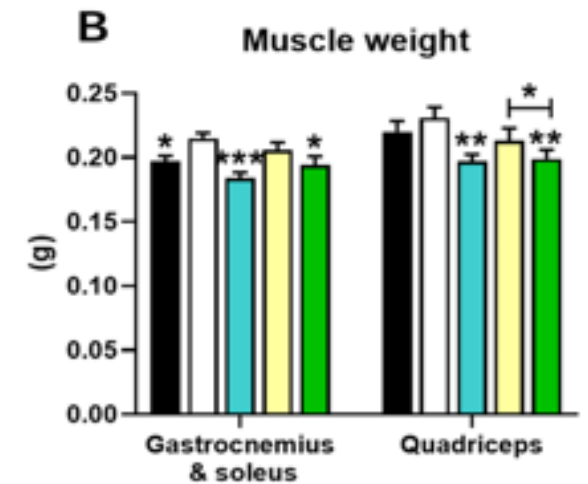 B
Muscle weight
(g)
0.25
0.20
0.15
0.10
0.05
0.00
* *** *
** * **
Gastrocnemius
& soleus
Quadriceps